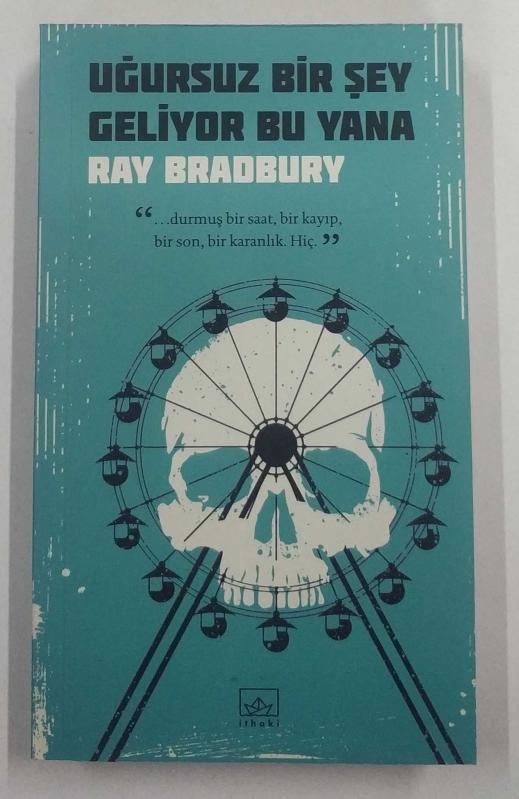 UĞURSUZ BİR ŞEY
GELİYOR BU YANA
RAY BRADBURY
“...durmuş bir saat, bir kayıp,
bir son, bir karanlık. Hiç.”
ithaki